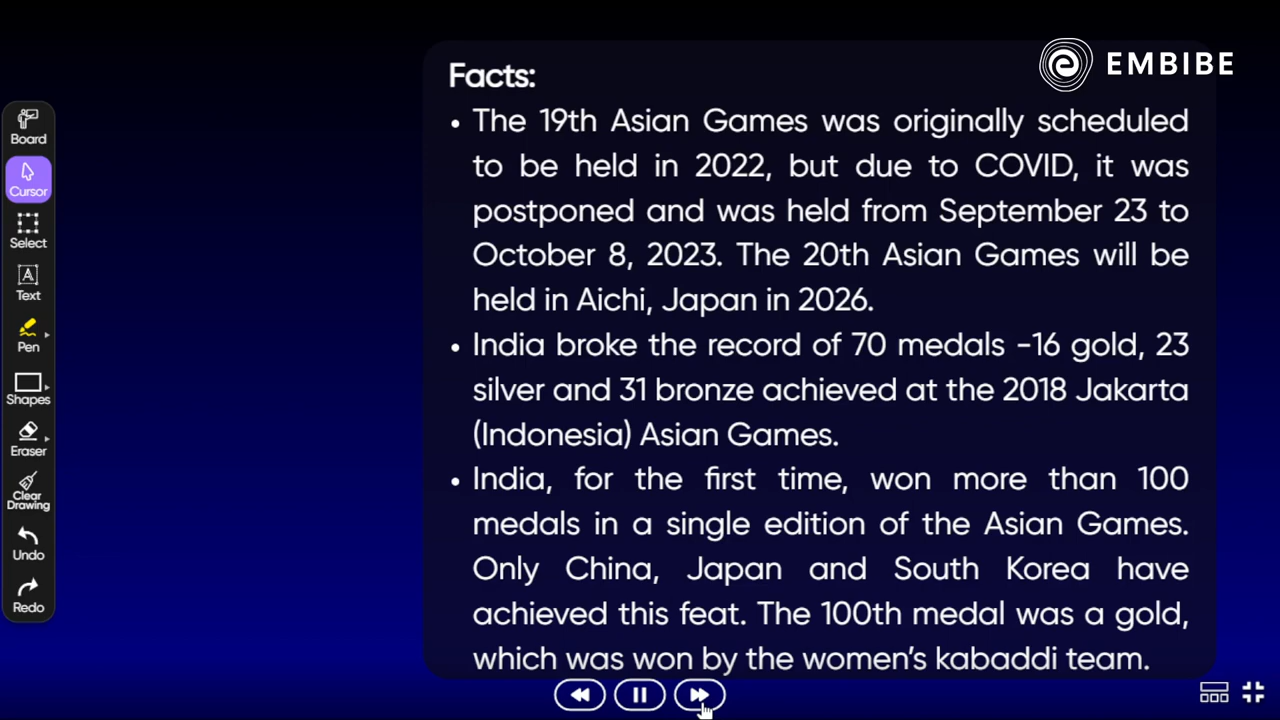 EMBIBE
Facts:
• The 19th Asian Games was originally scheduled
to be held in 2022, but due to COVID, it was
postponed and was held from September 23 to
October 8, 2023. The 20th Asian Games will be
held in Aichi, Japan in 2026.
• India broke the record of 70 medals -16 gold, 23
silver and 31 bronze achieved at the 2018 Jakarta
(Indonesia) Asian Games.
• India, for the first time, won more than 100
medals in a single edition of the Asian Games.
Only China, Japan and South Korea have
achieved this feat. The 100th medal was a gold,
which was won by the women's kabaddi team.
Board
Cursor
Select
Text
Pen
Shapes
Eraser
Clear
Drawing
Undo
Redo